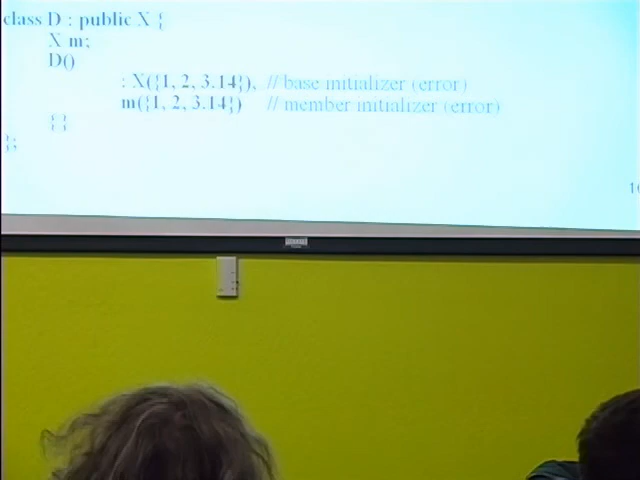 class D : public X {
X m;
D()
: X({1, 2, 3.14}), // base initializer (error)
m({1, 2, 3.14}) // member initializer (error)
{}
};